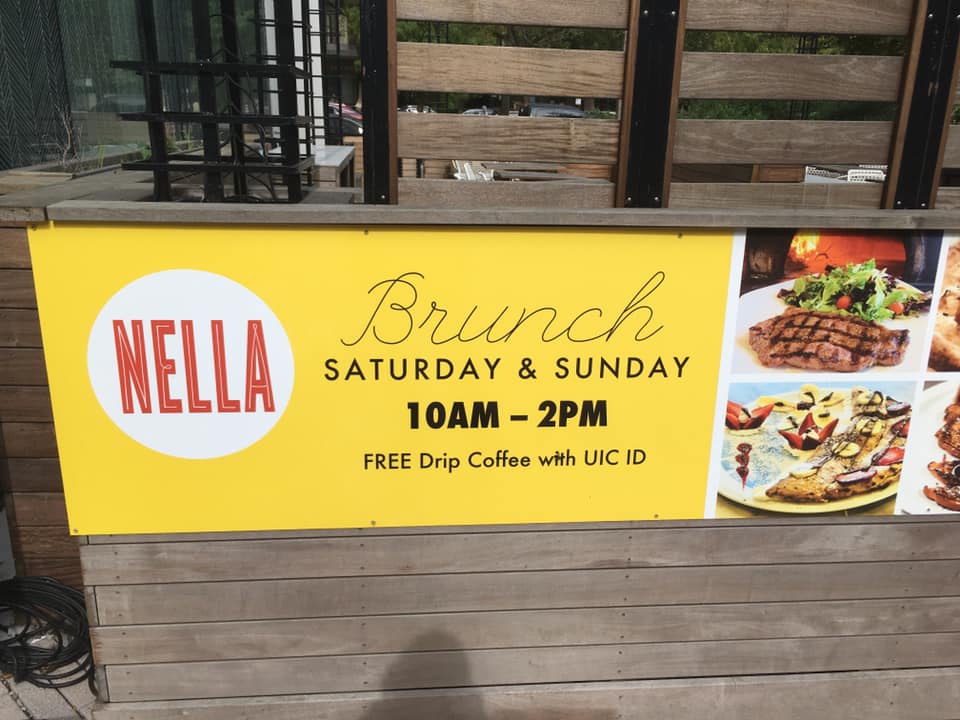 NELLA
Brunch
SATURDAY & SUNDAY
10AM – 2PM
FREE Drip Coffee with UIC ID